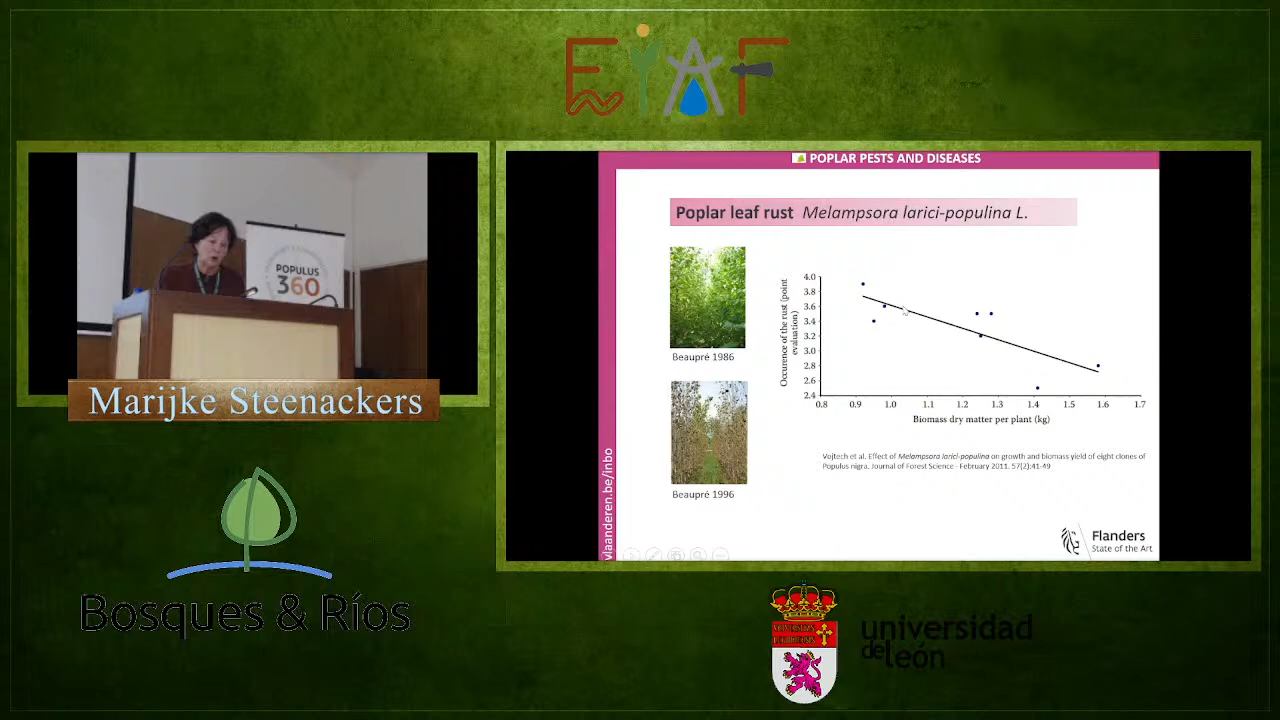 POPLAR PESTS AND DISEASES
Poplar leaf rust Melampsora larici-populina L.
Beaupré 1986
Beaupré 1996
Occurence of the rust (point
evaluation)
4.0
3.8
3.6
3.4
3.2
3.0
2.8
2.6
2.4
0.8 0.9 1.0 1.1 1.2 1.3 1.4 1.5 1.6 1.7
Biomass dry matter per plant (kg)
Vojtech et al. Effect of Melampsora larici-populina on growth and biomass yield of eight clones of
Populus nigra. Journal of Forest Science - February 2011. 57(2):41-49
vlaanderen.be/inbo
Flanders
State of the Art
POPULUS
360
Marijke Steenackers
Bosques & Ríos
universidad
de león